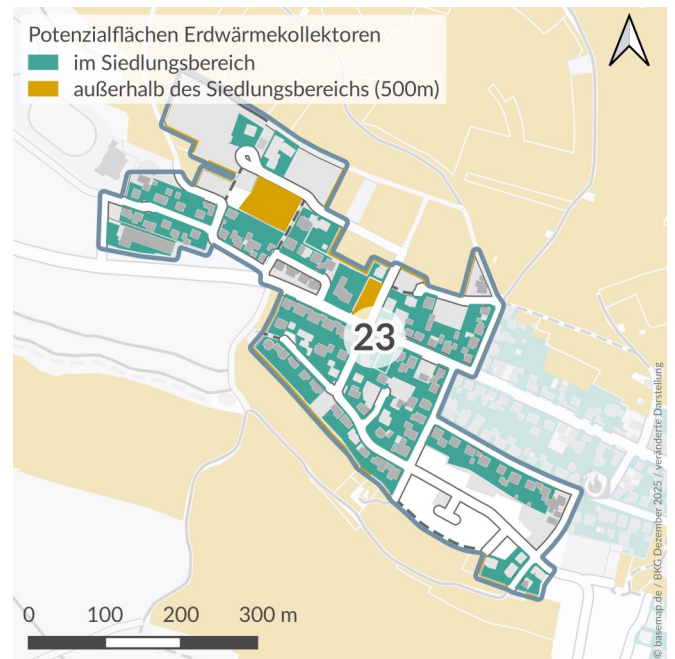 Potenzialflächen Erdwärmekollektoren
im Siedlungsbereich
außerhalb des Siedlungsbereichs (500m)
23
0 100 200 300 m
© basemap.de / BKG Dezember 2025 / veränderte Darstellung